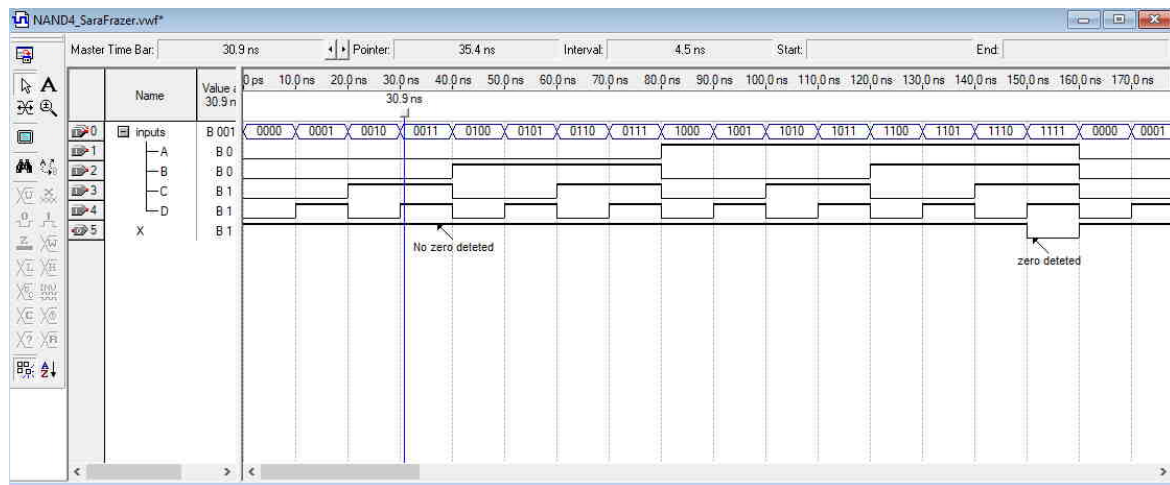 NAND4_SaraFrazer.vwf*
Master Time Bar: 30.9 ns Pointer: 35.4 ns Interval: 4.5 ns Start: End:
A
Name
Value a
30.9 n
0 ps 10.0 ns 20.0 ns 30.0 ns 40.0 ns 50.0 ns 60.0 ns 70.0 ns 80.0 ns 90.0 ns 100.0 ns 110.0 ns 120.0 ns 130.0 ns 140.0 ns 150.0 ns 160.0 ns 170.0 ns
30.9 ns
0 inputs B 001 0000 0001 0010 0011 0100 0101 0110 0111 1000 1001 1010 1011 1100 1101 1110 1111 0000 0001
1 A B 0
2 B B 0
3 C B 1
4 D B 1
5 X B 1
No zero deteted
zero deteted